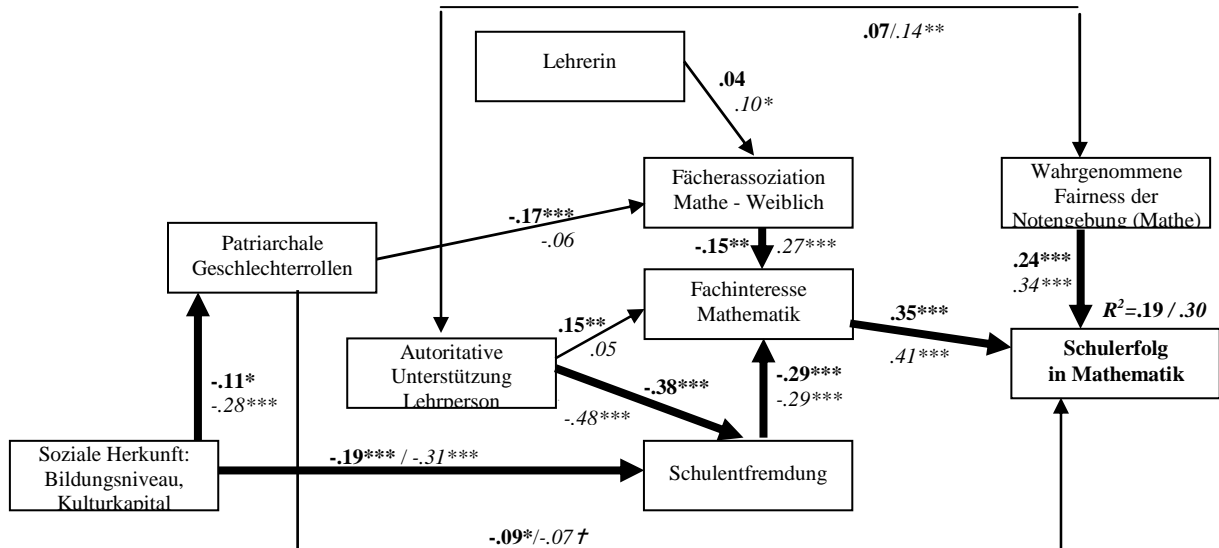 .07/.14**
Lehrerin
.04
.10*
Fächerassoziation
Mathe - Weiblich
Wahrgenommene
Fairness der
Notengebung (Mathe)
-.17***
-.06
Patriarchale
Geschlechterrollen
-.15** .27***
.24***
.34***
Fachinteresse
Mathematik
.35***
.41***
R²=.19 / .30
.15**
.05
Autoritative
Unterstützung
Lehrperson
Schulerfolg
in Mathematik
-.11*
-.28***
-.38***
-.48***
-.29***
-.29***
Soziale Herkunft:
Bildungsniveau,
Kulturkapital
-.19*** / -.31***
Schulentfremdung
-.09*/-.07†